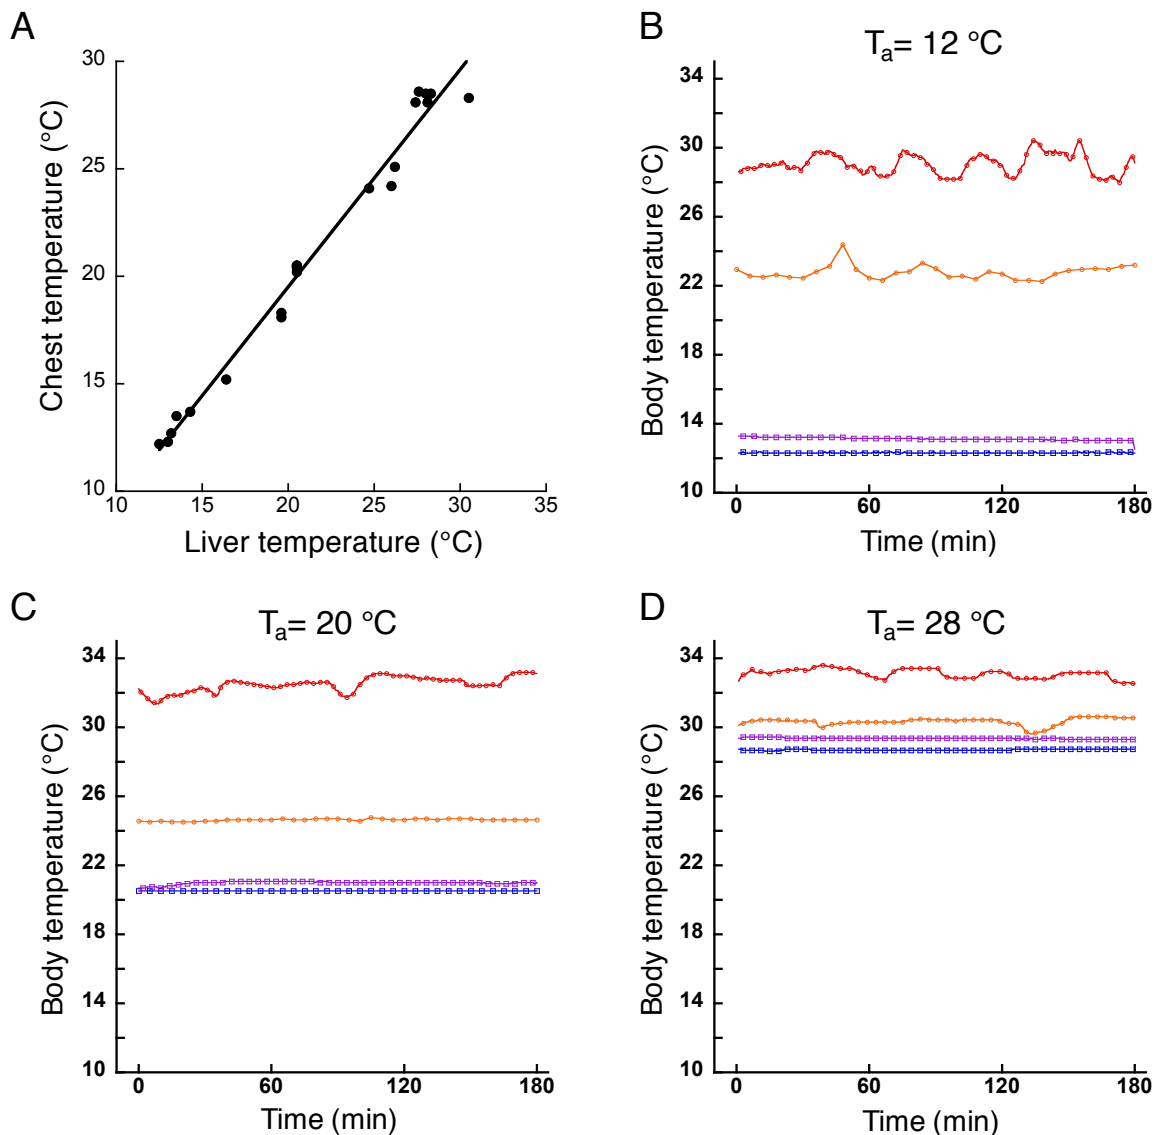 A
30
25
20
15
10
10 15 20 25 30 35
Chest temperature (°C)
Liver temperature (°C)
B
Ta= 12 °C
34
30
26
22
18
14
10
0 60 120 180
Body temperature (°C)
Time (min)
C
Ta= 20 °C
34
30
26
22
18
14
10
0 60 120 180
Body temperature (°C)
Time (min)
D
Ta= 28 °C
34
30
26
22
18
14
10
0 60 120 180
Body temperature (°C)
Time (min)